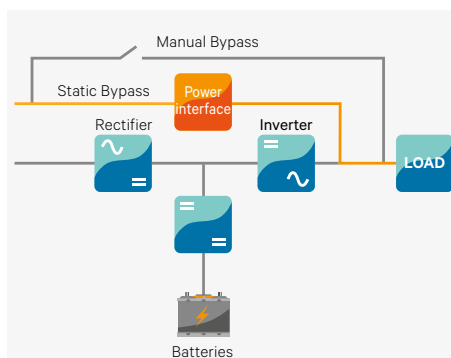 Manual Bypass
Static Bypass
Power
interface
Rectifier
Inverter
LOAD
Batteries